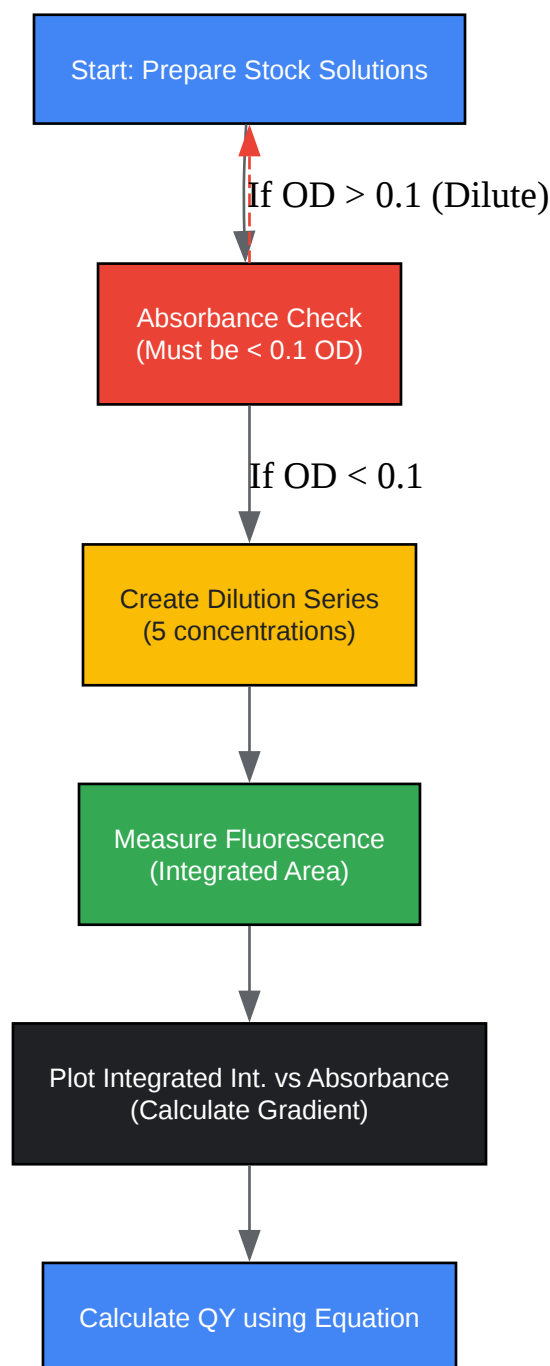 Start: Prepare Stock Solutions
If OD > 0.1 (Dilute)
Absorbance Check
(Must be < 0.1 OD)
If OD < 0.1
Create Dilution Series
(5 concentrations)
Measure Fluorescence
(Integrated Area)
Plot Integrated Int. vs Absorbance
(Calculate Gradient)
Calculate QY using Equation